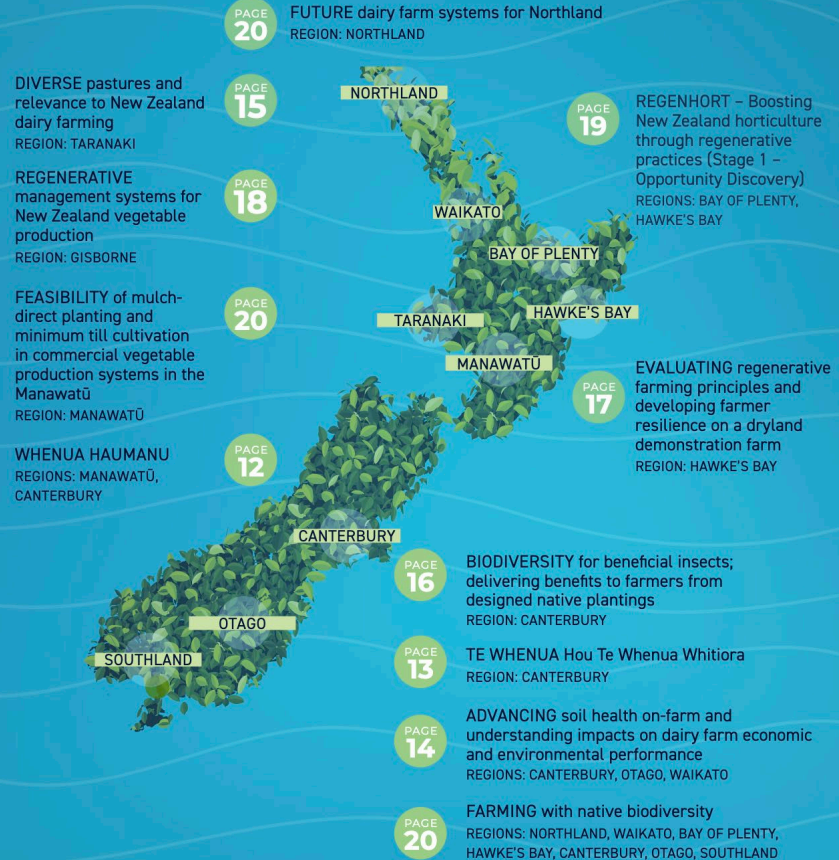 PAGE
20
FUTURE dairy farm systems for Northland
REGION: NORTHLAND
DIVERSE pastures and
relevance to New Zealand
dairy farming
REGION: TARANAKI
PAGE
15
REGENERATIVE
management systems for
New Zealand vegetable
production
REGION: GISBORNE
PAGE
18
FEASIBILITY of mulch-
direct planting and
minimum till cultivation
in commercial vegetable
production systems in the
Manawatū
REGION: MANAWATŪ
PAGE
20
WHENUA HAUMANU
REGIONS: MANAWATŪ,
CANTERBURY
PAGE
12
NORTHLAND
WAIKATO
BAY OF PLENTY
TARANAKI
HAWKE'S BAY
MANAWATŪ
CANTERBURY
OTAGO
SOUTHLAND
PAGE
19
REGENHORT – Boosting
New Zealand horticulture
through regenerative
practices (Stage 1 –
Opportunity Discovery)
REGIONS: BAY OF PLENTY,
HAWKE'S BAY
PAGE
17
EVALUATING regenerative
farming principles and
developing farmer
resilience on a dryland
demonstration farm
REGION: HAWKE'S BAY
PAGE
16
BIODIVERSITY for beneficial insects;
delivering benefits to farmers from
designed native plantings
REGION: CANTERBURY
PAGE
13
TE WHENUA Hou Te Whenua Whitiora
REGION: CANTERBURY
PAGE
14
ADVANCING soil health on-farm and
understanding impacts on dairy farm economic
and environmental performance
REGIONS: CANTERBURY, OTAGO, WAIKATO
PAGE
20
FARMING with native biodiversity
REGIONS: NORTHLAND, WAIKATO, BAY OF PLENTY,
HAWKE'S BAY, CANTERBURY, OTAGO, SOUTHLAND